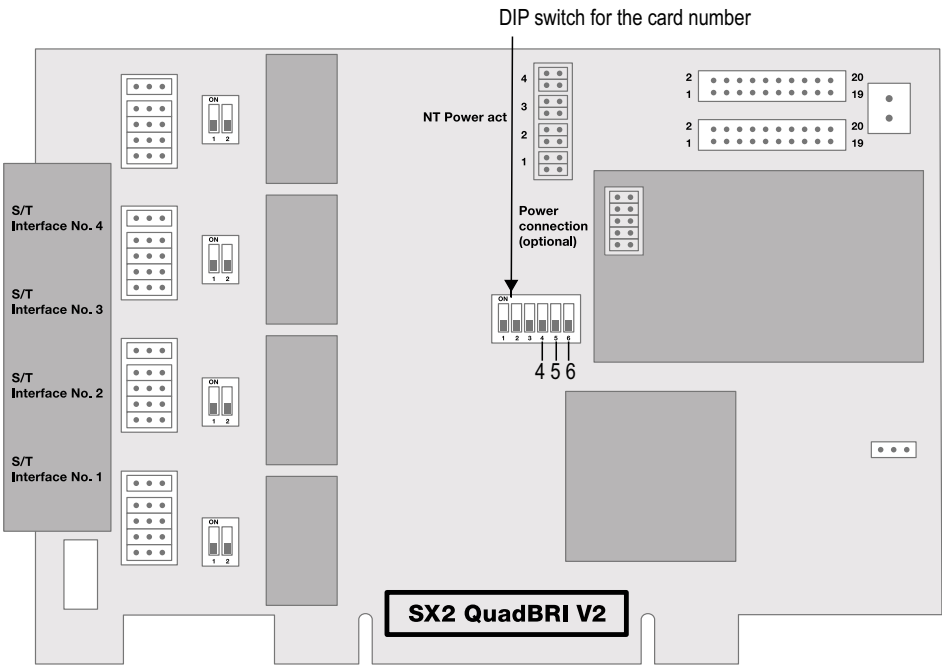 DIP switch for the card number
ON
1 2
4
3
2
1
NT Power act
2 20
1 19
2 20
1 19
S/T
Interface No. 4
ON
1 2
Power
connection
(optional)
S/T
Interface No. 3
ON
1 2 3 4 5 6
4 5 6
S/T
Interface No. 2
ON
1 2
S/T
Interface No. 1
ON
1 2
SX2 QuadBRI V2